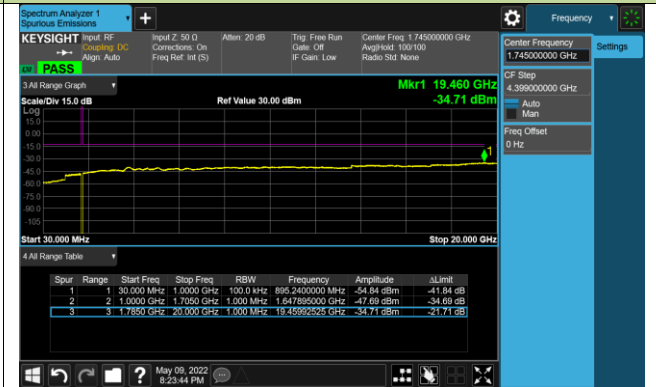 Spectrum Analyzer 1
Spurious Emissions
Frequency
KEYSIGHT Input: RF Input Z: 50 Ω Atten: 20 dB Trig: Free Run Center Freq: 1.745000000 GHz
Coupling: DC Corrections: On Gate: Off Avg|Hold: 100/100
Align: Auto Freq Ref: Int (S) IF Gain: Low Radio Std: None
PASS
Center Frequency
1.745000000 GHz
Settings
CF Step
4.399000000 GHz
Auto
Man
Freq Offset
0 Hz
3 All Range Graph
Mkr1 19.460 GHz
Scale/Div 15.0 dB Ref Value 30.00 dBm -34.71 dBm
Log
15.0
0.00
-15.0
-30.0
-45.0
-60.0
-75.0
-90.0
-105
1
Start 30.000 MHz Stop 20.000 GHz
4 All Range Table
Spur Range Start Freq Stop Freq RBW Frequency Amplitude ΔLimit
1 1 30.000 MHz 1.0000 GHz 100.0 kHz 895.2400000 MHz -54.84 dBm -41.84 dB
2 2 1.0000 GHz 1.7050 GHz 1.000 MHz 1.647895000 GHz -47.69 dBm -34.69 dB
3 3 1.7850 GHz 20.000 GHz 1.000 MHz 19.45992525 GHz -34.71 dBm -21.71 dB
May 09, 2022
8:23:44 PM